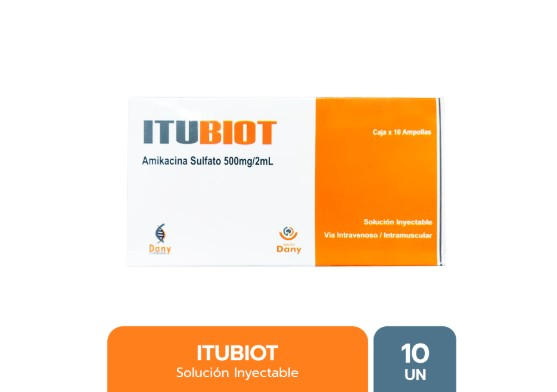 ITUBIOT
Amikacina Sulfato 500mg/2mL
Caja x 10 Ampollas
Solución Inyectable
Vía Intravenoso / Intramuscular
Dany
Dany
ITUBIOT
Solución Inyectable
10
UN